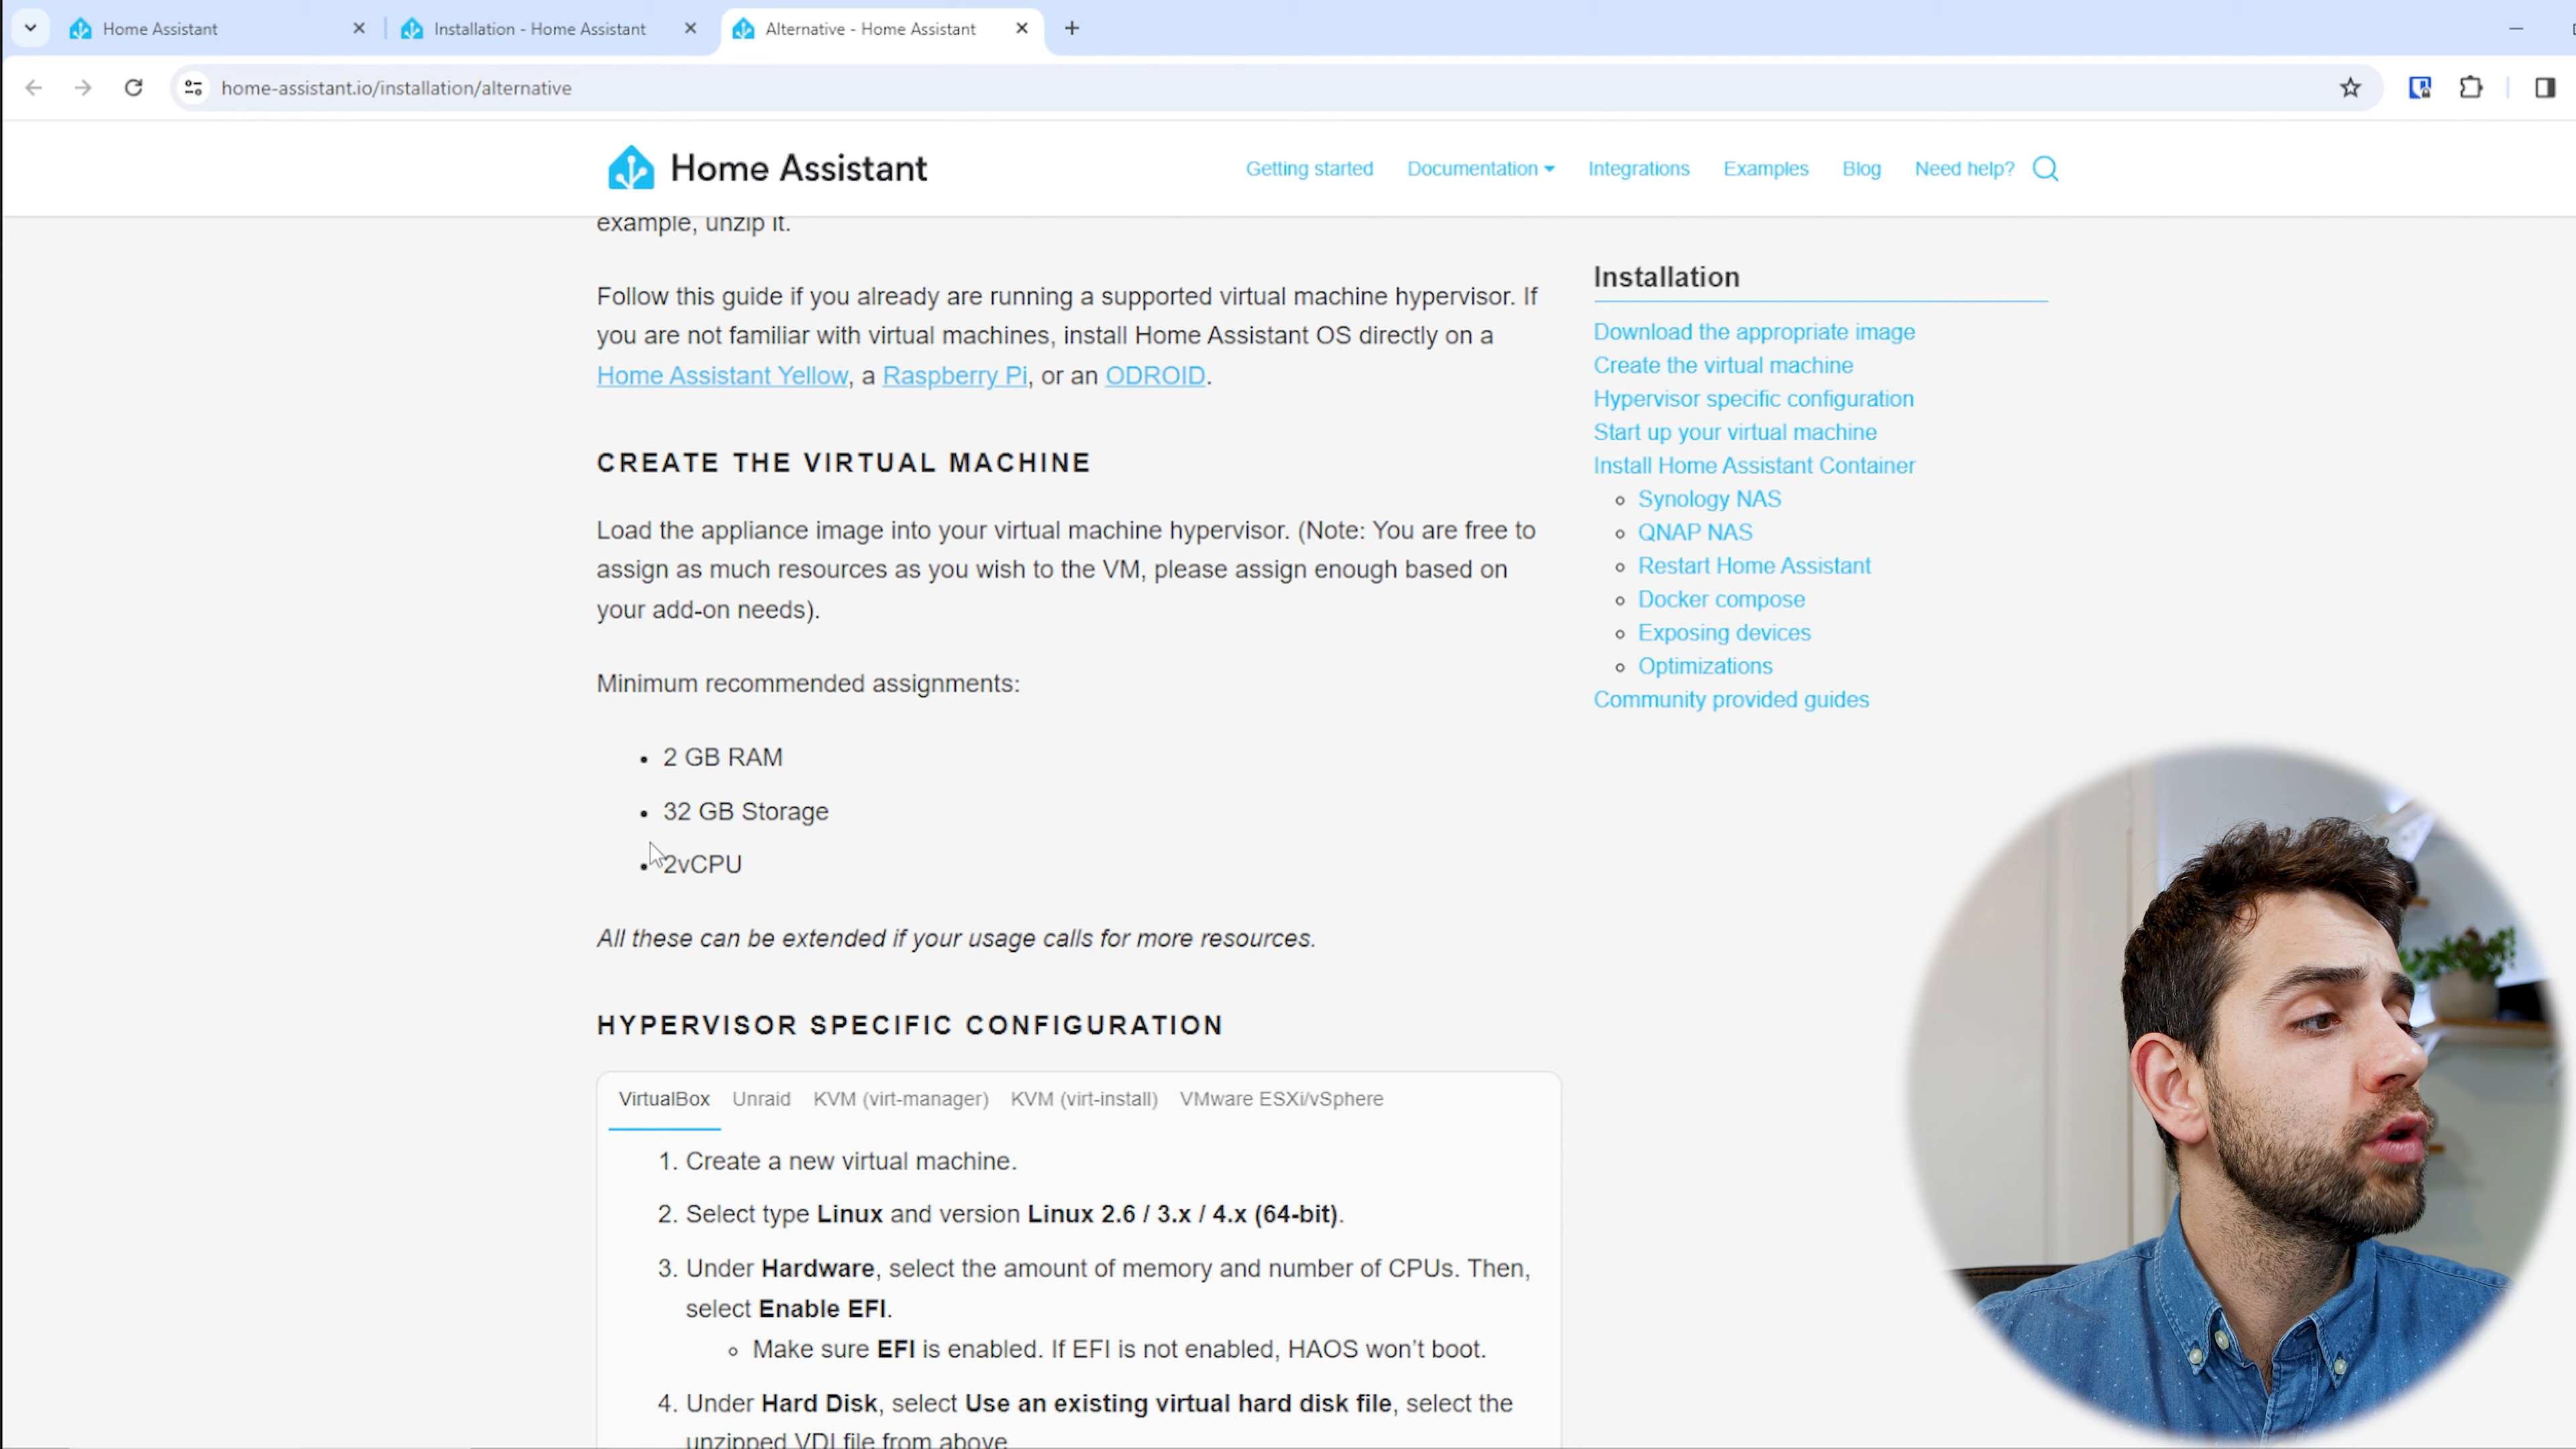 Home Assistant
Installation - Home Assistant
Alternative - Home Assistant
home-assistant.io/installation/alternative
Home Assistant
Getting started
Documentation
Integrations
Examples
Blog
Need help?
example, unzip it.
Follow this guide if you already are running a supported virtual machine hypervisor. If
you are not familiar with virtual machines, install Home Assistant OS directly on a
Home Assistant Yellow, a Raspberry Pi, or an ODROID.
CREATE THE VIRTUAL MACHINE
Load the appliance image into your virtual machine hypervisor. (Note: You are free to
assign as much resources as you wish to the VM, please assign enough based on
your add-on needs).
Minimum recommended assignments:
2 GB RAM
32 GB Storage
2vCPU
All these can be extended if your usage calls for more resources.
HYPERVISOR SPECIFIC CONFIGURATION
VirtualBox Unraid KVM (virt-manager) KVM (virt-install) VMware ESXi/vSphere
1. Create a new virtual machine.
2. Select type Linux and version Linux 2.6 / 3.x / 4.x (64-bit).
3. Under Hardware, select the amount of memory and number of CPUs. Then,
select Enable EFI.
Make sure EFI is enabled. If EFI is not enabled, HAOS won't boot.
4. Under Hard Disk, select Use an existing virtual hard disk file, select the
unzipped VDI file from above
Installation
Download the appropriate image
Create the virtual machine
Hypervisor specific configuration
Start up your virtual machine
Install Home Assistant Container
Synology NAS
QNAP NAS
Restart Home Assistant
Docker compose
Exposing devices
Optimizations
Community provided guides